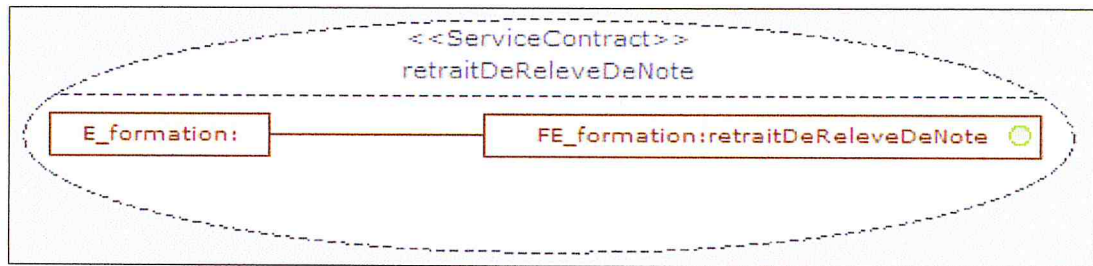 <<ServiceContract>>
retraitDeReleveDeNote
E_formation:
FE_formation:retraitDeReleveDeNote